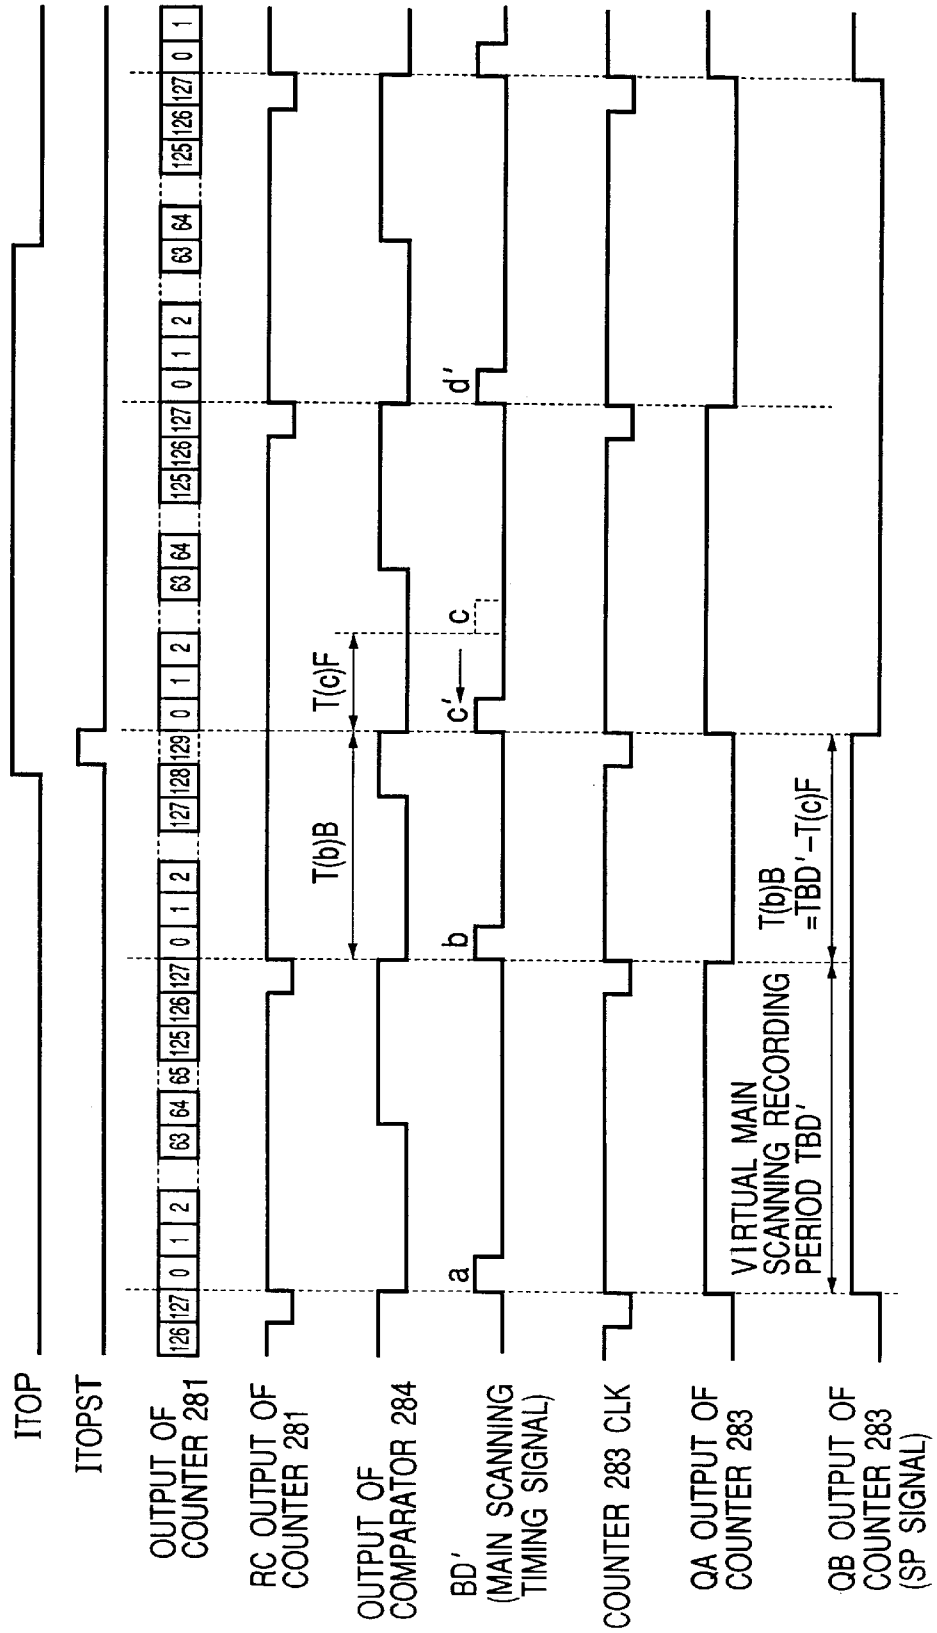 ITOP
ITOPST
OUTPUT OF
COUNTER 281
126 127 0 1 2 63 64 65 125 126 127 0 1 2 127 128 129 0 1 2 63 64 125 126 127 0 1 2 63 64 125 126 127 0 1
RC OUTPUT OF
COUNTER 281
OUTPUT OF
COMPARATOR 284
T(b)B T(c)F
BD'
(MAIN SCANNING
TIMING SIGNAL)
a b c' c d'
COUNTER 283 CLK
QA OUTPUT OF
COUNTER 283
VIRTUAL MAIN
SCANNING RECORDING
PERIOD TBD'
T(b)B
=TBD'-T(c)F
QB OUTPUT OF
COUNTER 283
(SP SIGNAL)